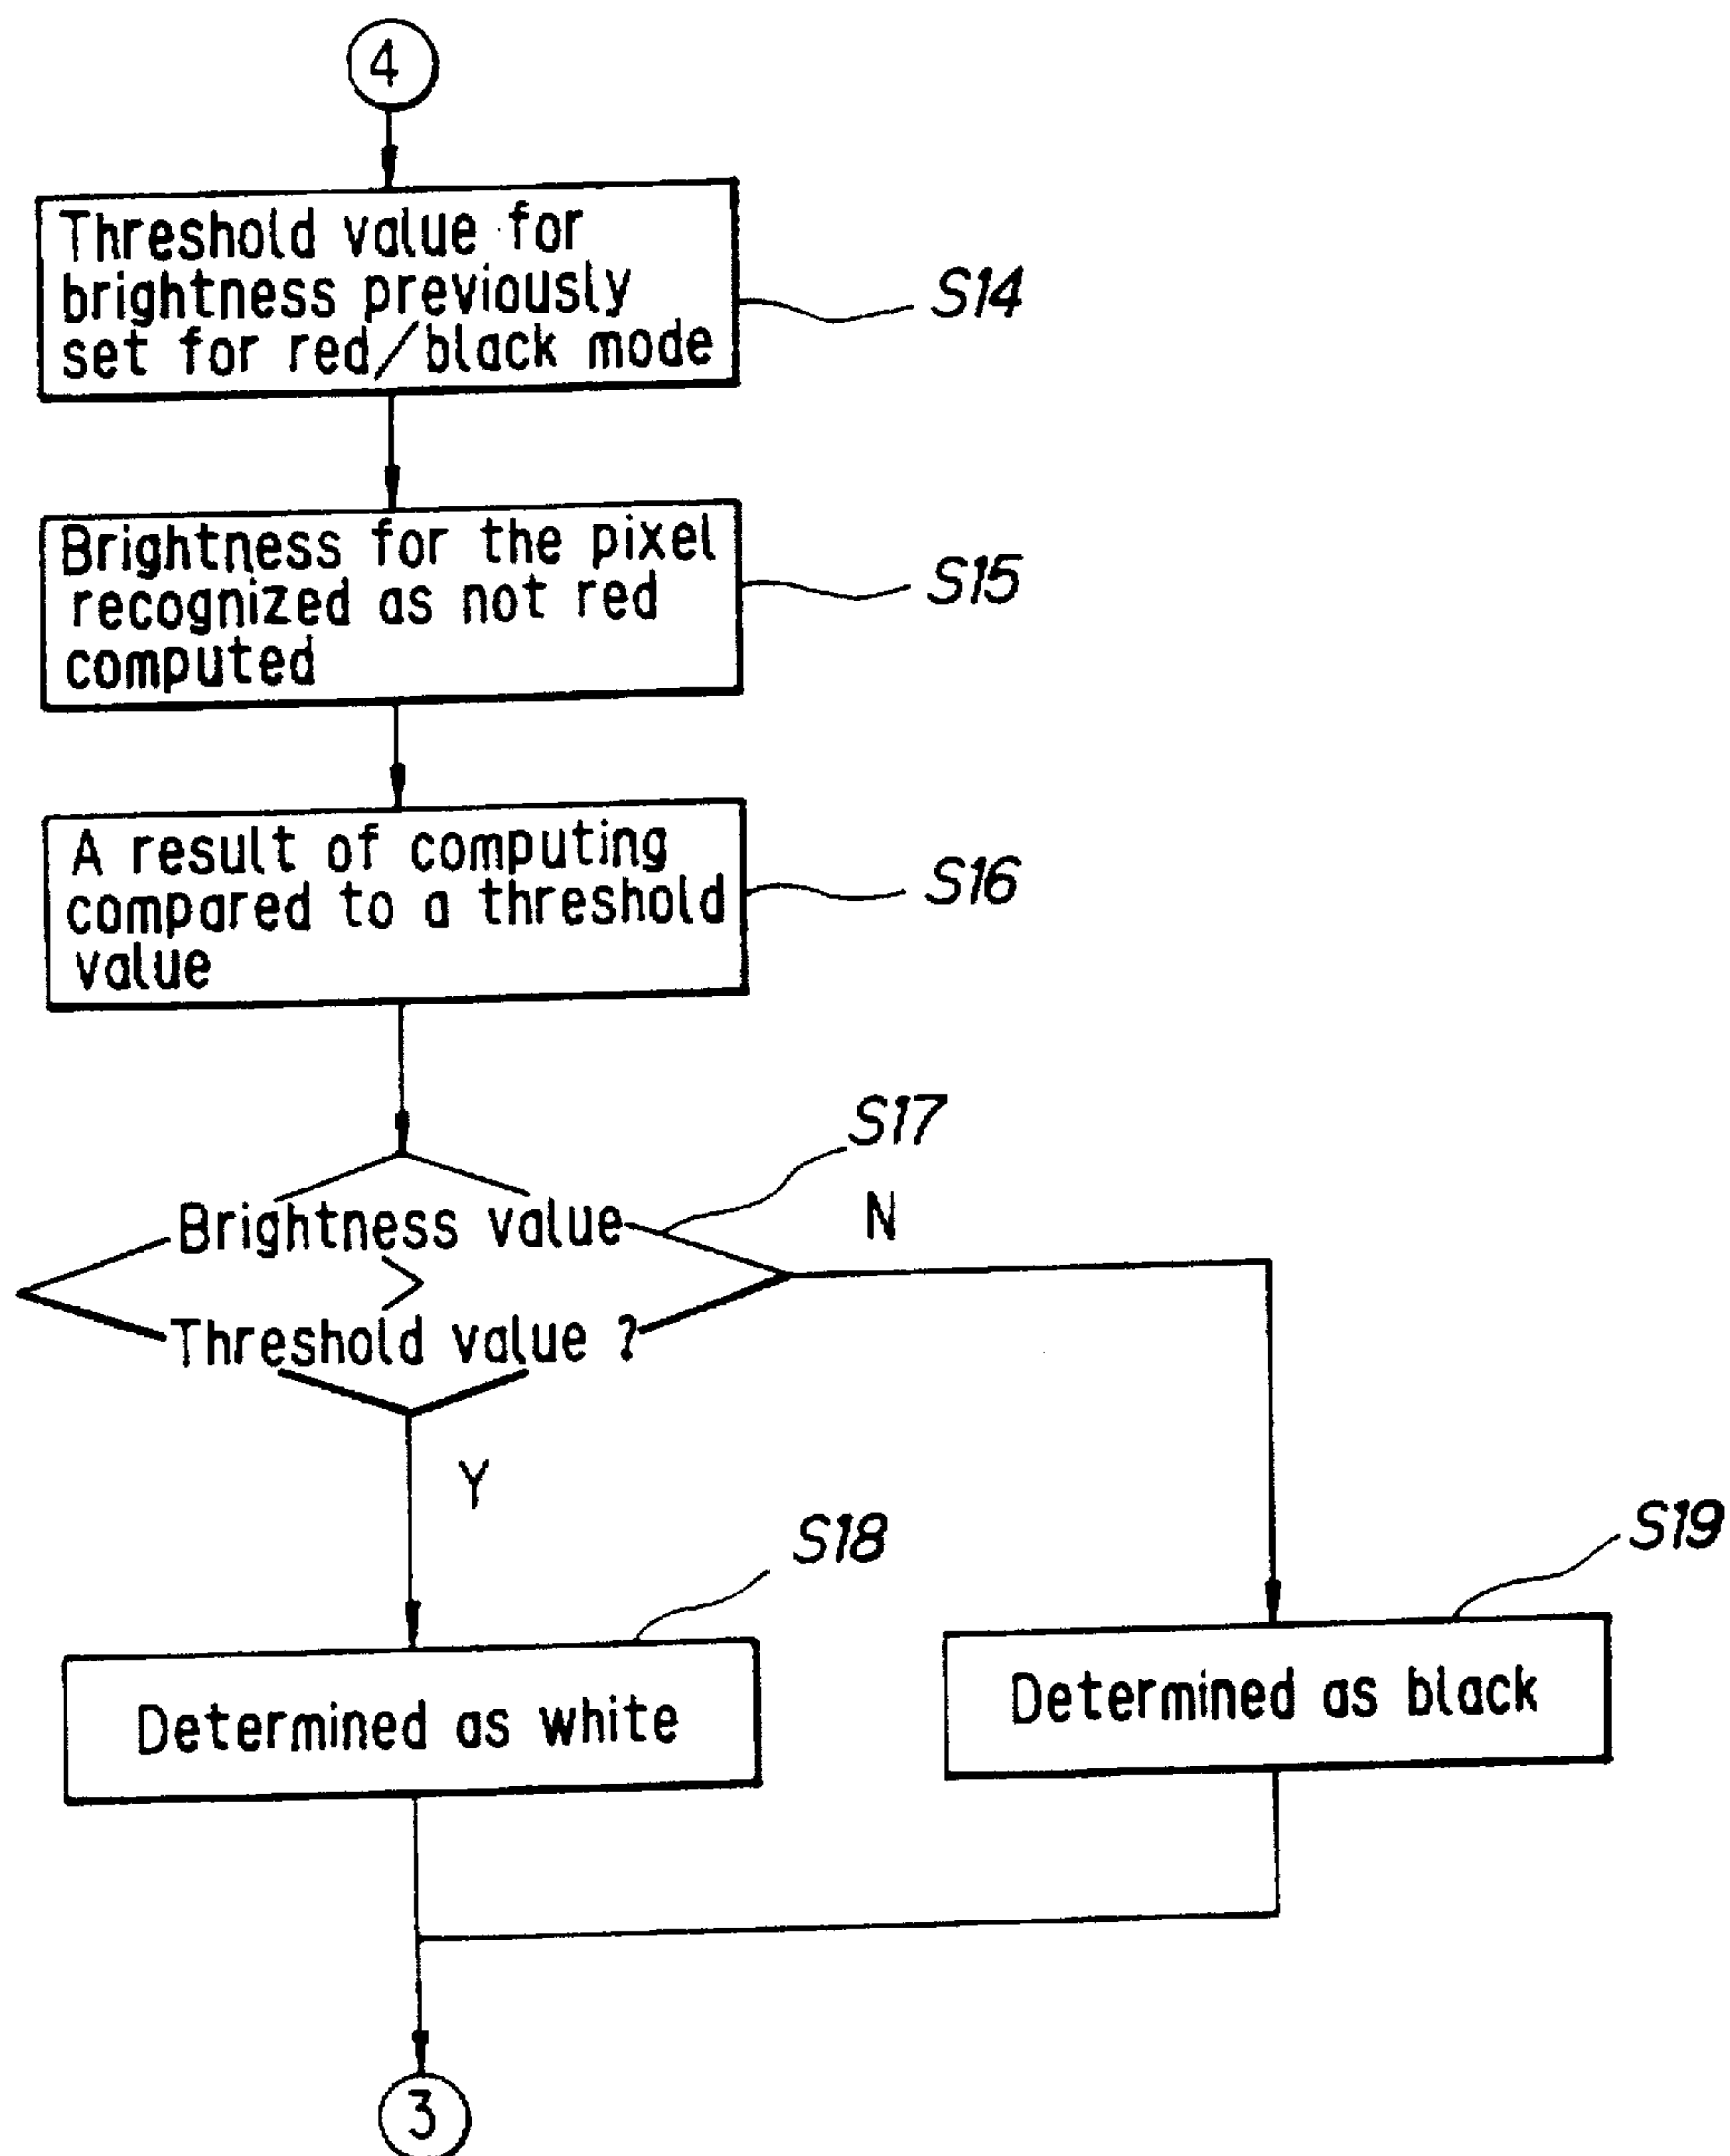 4
Threshold value for
brightness previously
set for red/black mode
S14
Brightness for the pixel
recognized as not red
computed
S15
A result of computing
compared to a threshold
value
S16
S17
Brightness value
>
Threshold value ?
N
Y
S18
S19
Determined as white
Determined as black
3